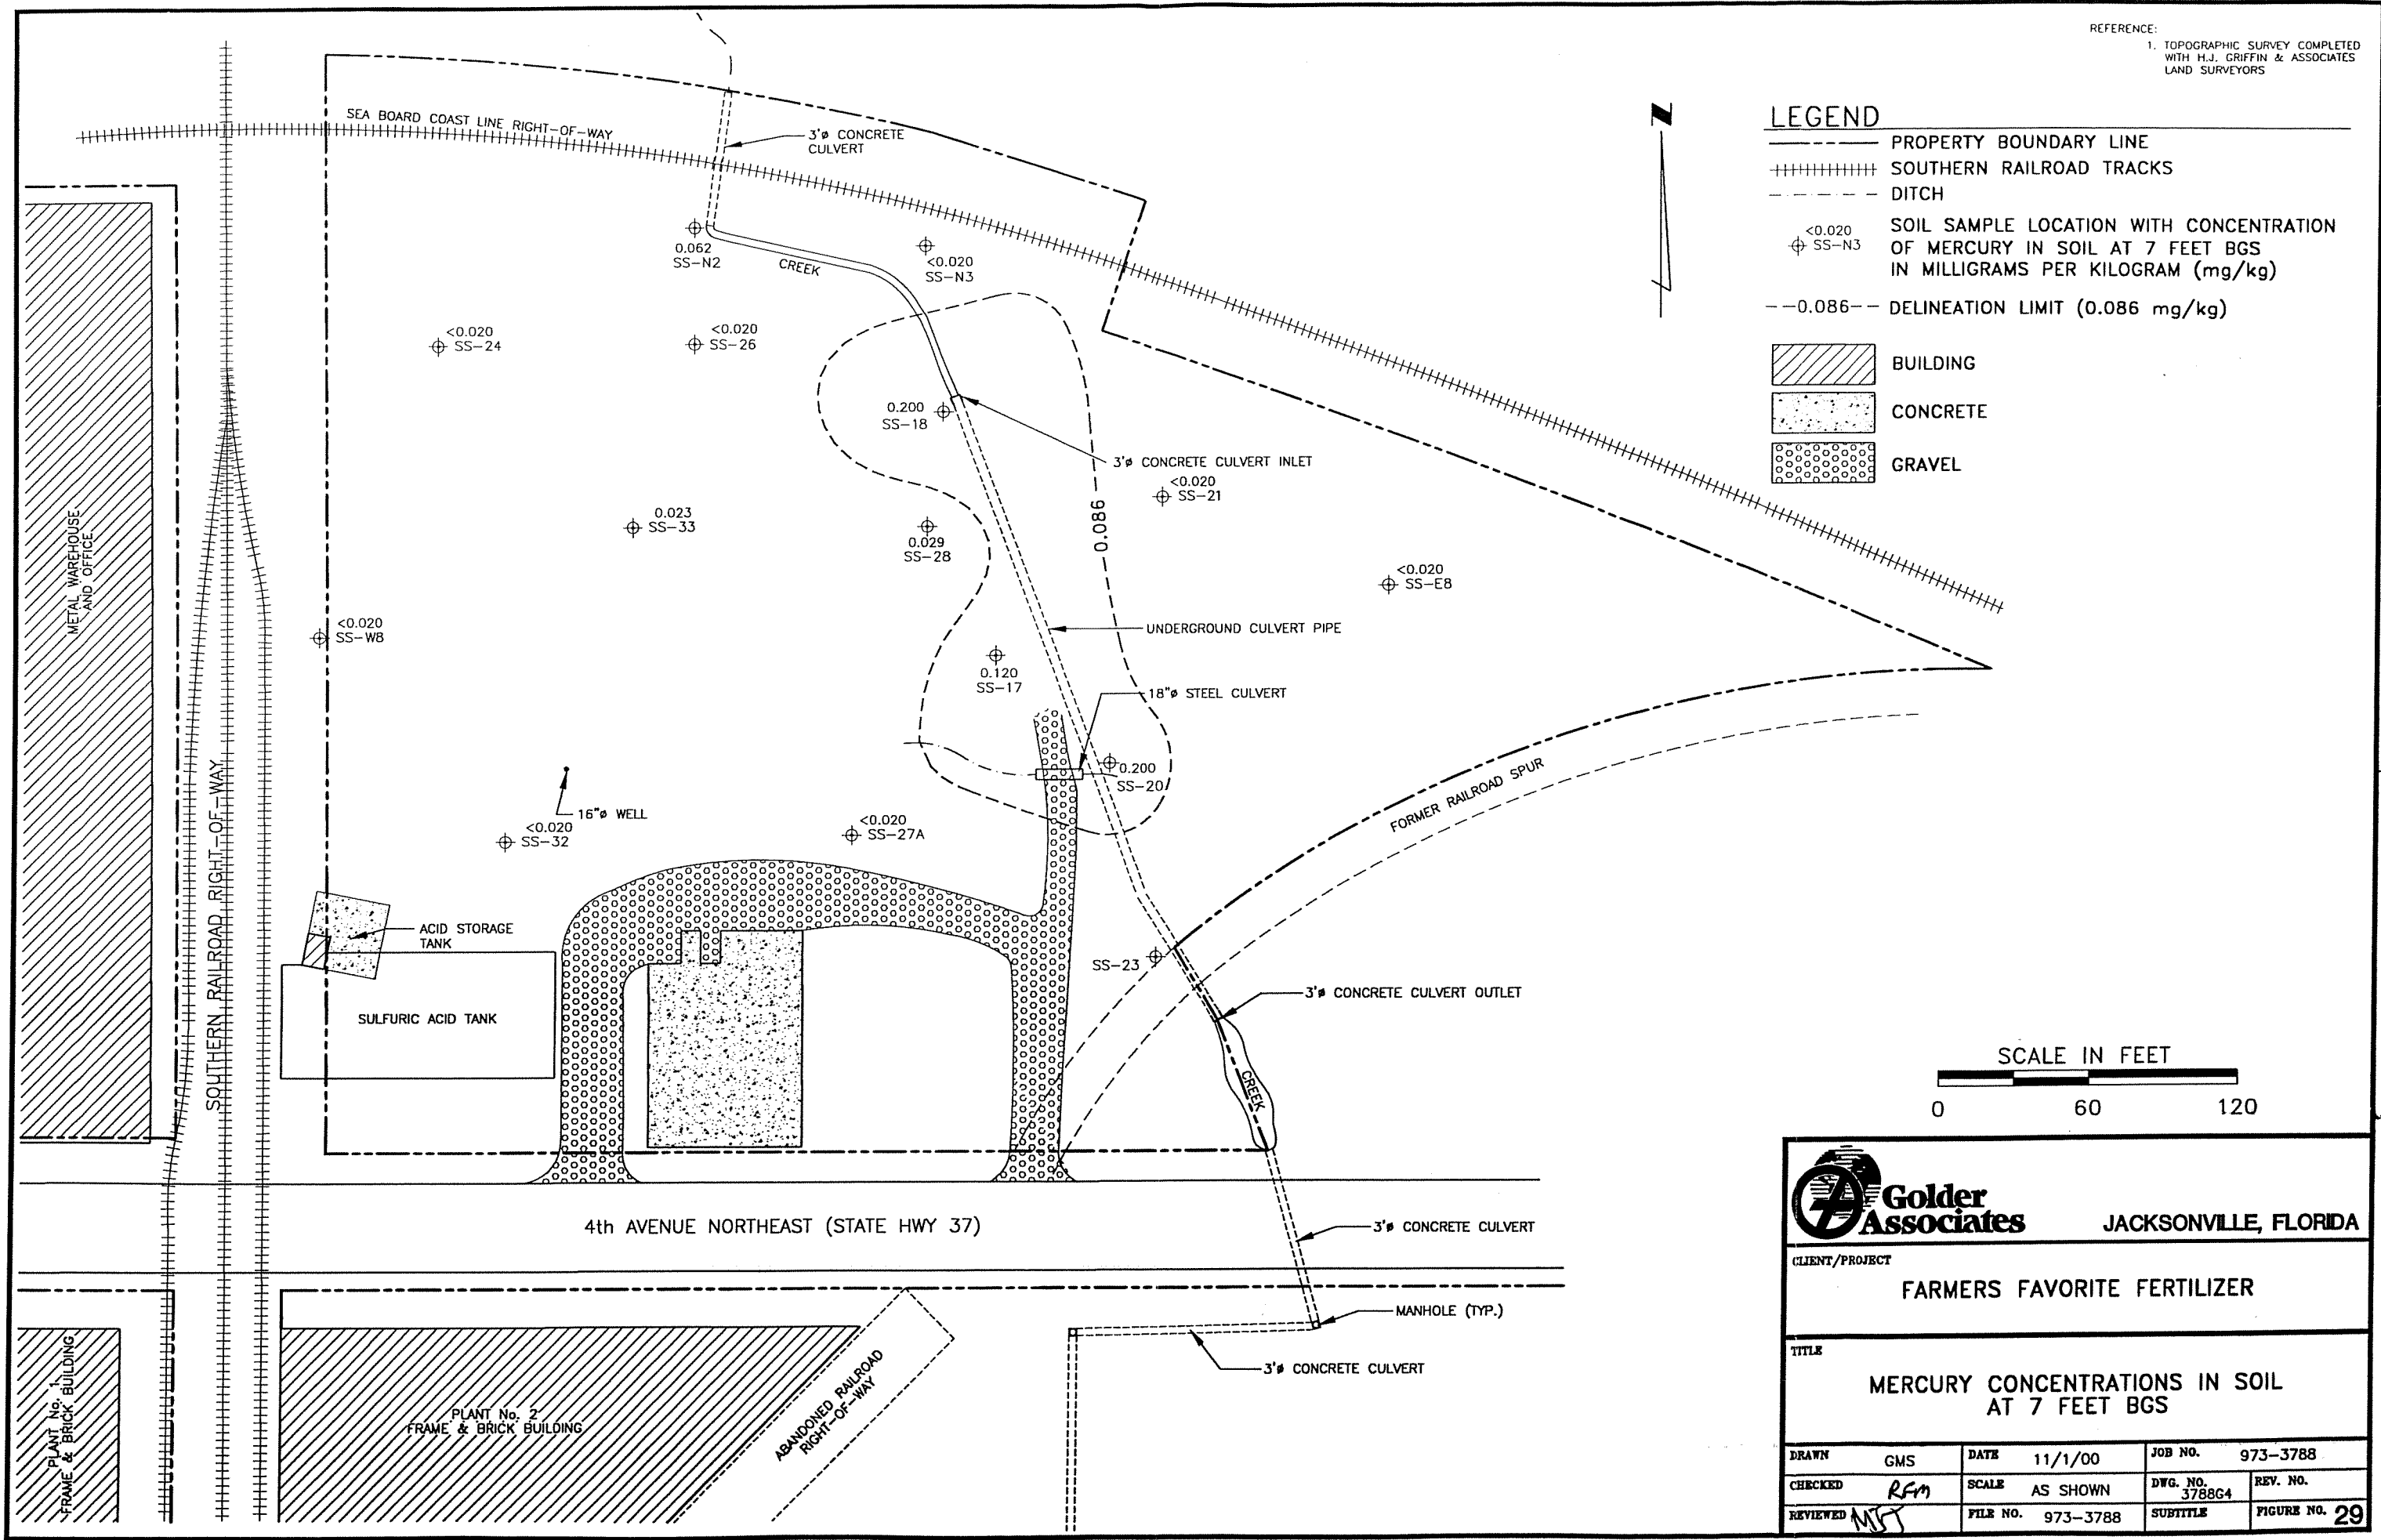 REFERENCE:
1. TOPOGRAPHIC SURVEY COMPLETED
WITH H.J. GRIFFIN & ASSOCIATES
LAND SURVEYORS
N
LEGEND
PROPERTY BOUNDARY LINE
SOUTHERN RAILROAD TRACKS
DITCH
<0.020
SS-N3
SOIL SAMPLE LOCATION WITH CONCENTRATION
OF MERCURY IN SOIL AT 7 FEET BGS
IN MILLIGRAMS PER KILOGRAM (mg/kg)
--0.086-- DELINEATION LIMIT (0.086 mg/kg)
BUILDING
CONCRETE
GRAVEL
SEA BOARD COAST LINE RIGHT-OF-WAY
3'ø CONCRETE
CULVERT
0.062
SS-N2
CREEK
<0.020
SS-N3
<0.020
SS-24
<0.020
SS-26
0.200
SS-18
3'ø CONCRETE CULVERT INLET
<0.020
SS-21
0.086
0.023
SS-33
0.029
SS-28
<0.020
SS-E8
METAL WAREHOUSE
AND OFFICE
<0.020
SS-W8
UNDERGROUND CULVERT PIPE
0.120
SS-17
18"ø STEEL CULVERT
0.200
SS-20
FORMER RAILROAD SPUR
16"ø WELL
<0.020
SS-32
<0.020
SS-27A
SOUTHERN RAILROAD RIGHT-OF-WAY
ACID STORAGE
TANK
SULFURIC ACID TANK
SS-23
3'ø CONCRETE CULVERT OUTLET
CREEK
SCALE IN FEET
0 60 120
4th AVENUE NORTHEAST (STATE HWY 37)
3'ø CONCRETE CULVERT
MANHOLE (TYP.)
3'ø CONCRETE CULVERT
PLANT No. 1
FRAME & BRICK BUILDING
PLANT No. 2
FRAME & BRICK BUILDING
ABANDONED RAILROAD
RIGHT-OF-WAY
Golder
Associates
JACKSONVILLE, FLORIDA
CLIENT/PROJECT
FARMERS FAVORITE FERTILIZER
TITLE
MERCURY CONCENTRATIONS IN SOIL
AT 7 FEET BGS
DRAWN GMS DATE 11/1/00 JOB NO. 973-3788
CHECKED RFM SCALE AS SHOWN DWG. NO. 3788G4 REV. NO.
REVIEWED FILE NO. 973-3788 SUBTITLE FIGURE NO. 29